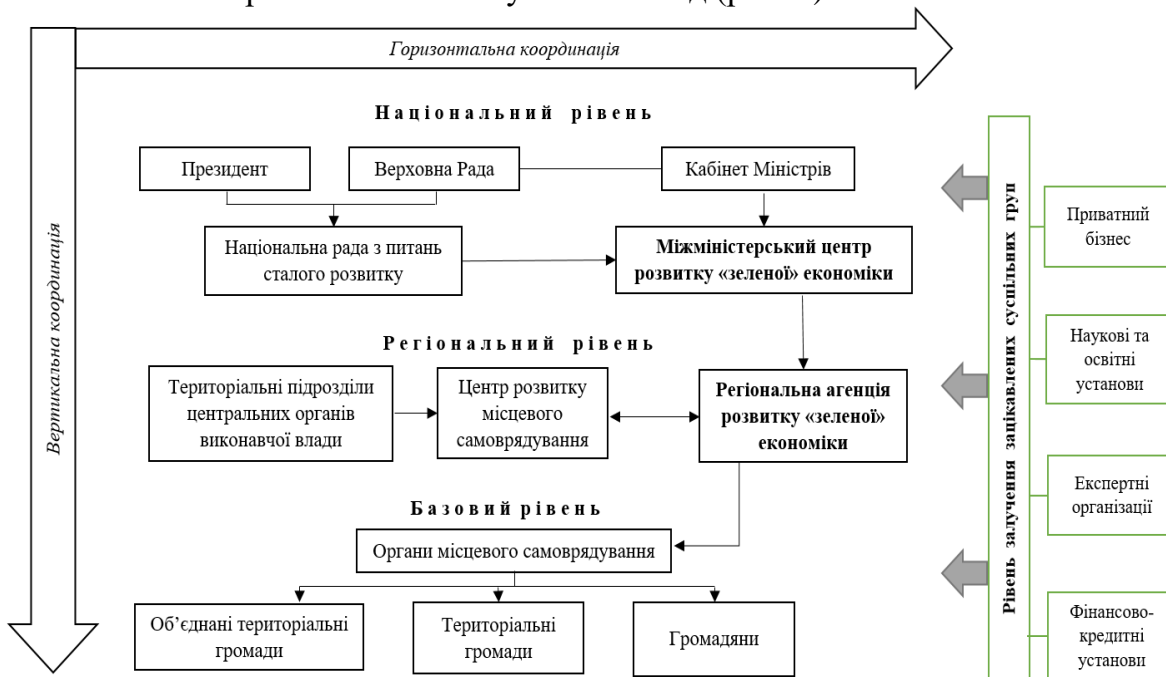 Горизонтальна координація
Вертикальна координація
Національний рівень
Президент
Верховна Рада
Кабінет Міністрів
Національна рада з питань
сталого розвитку
Міжміністерський центр
розвитку «зеленої» економіки
Регіональний рівень
Територіальні підрозділи
центральних органів
виконавчої влади
Центр розвитку
місцевого
самоврядування
Регіональна агенція
розвитку «зеленої»
економіки
Базовий рівень
Органи місцевого самоврядування
Об’єднані територіальні
громади
Територіальні
громади
Громадяни
Рівень залучення зацікавлених суспільних груп
Приватний
бізнес
Наукові та
освітні
установи
Експертні
організації
Фінансово-
кредитні
установи